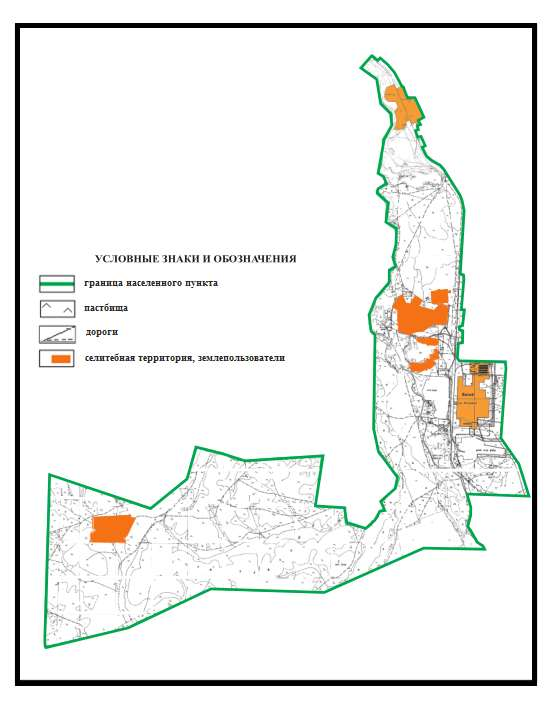 УСЛОВНЫЕ ЗНАКИ И ОБОЗНАЧЕНИЯ
граница населенного пункта
пастбища
дороги
селитебная территория, землепользователи